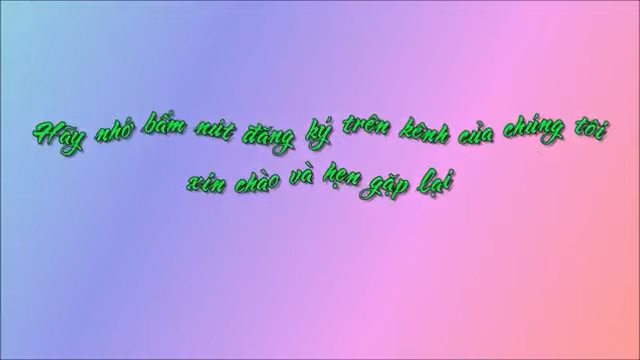 Hãy nhớ bấm nút đăng ký trên kênh của chúng tôi
xin chào và hẹn gặp lại